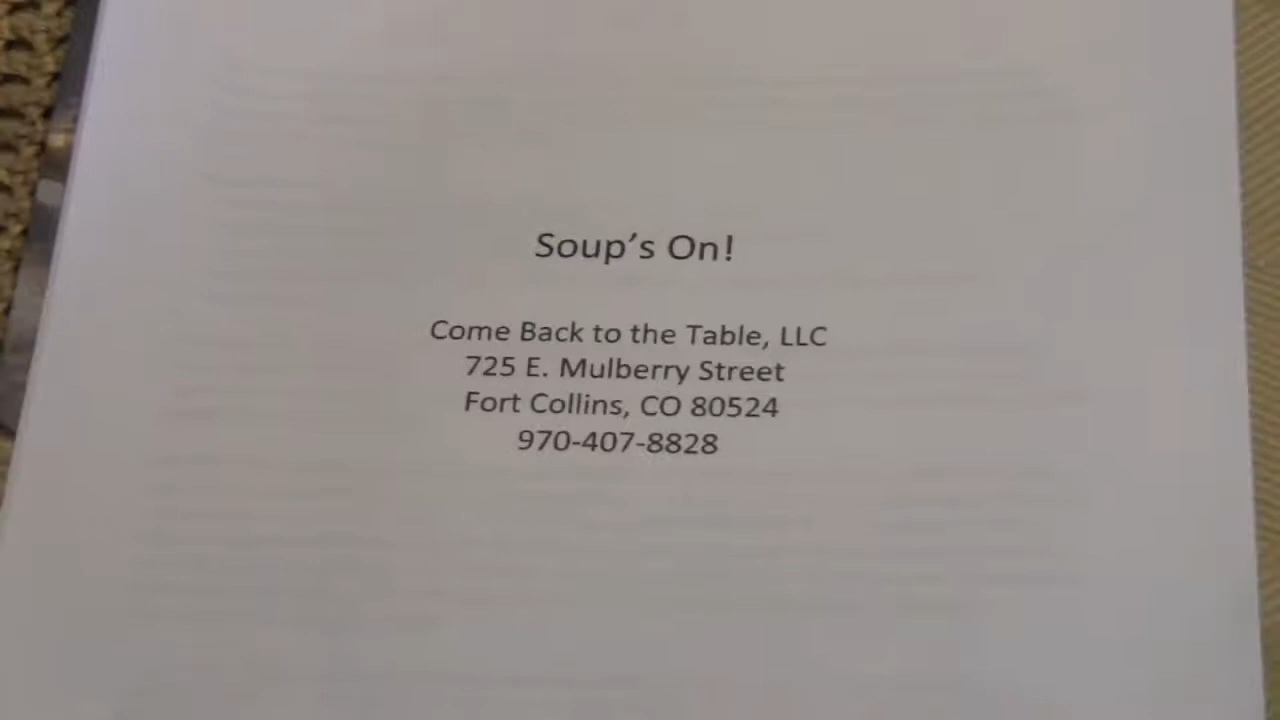 Soup’s On!
Come Back to the Table, LLC
725 E. Mulberry Street
Fort Collins, CO 80524
970-407-8828